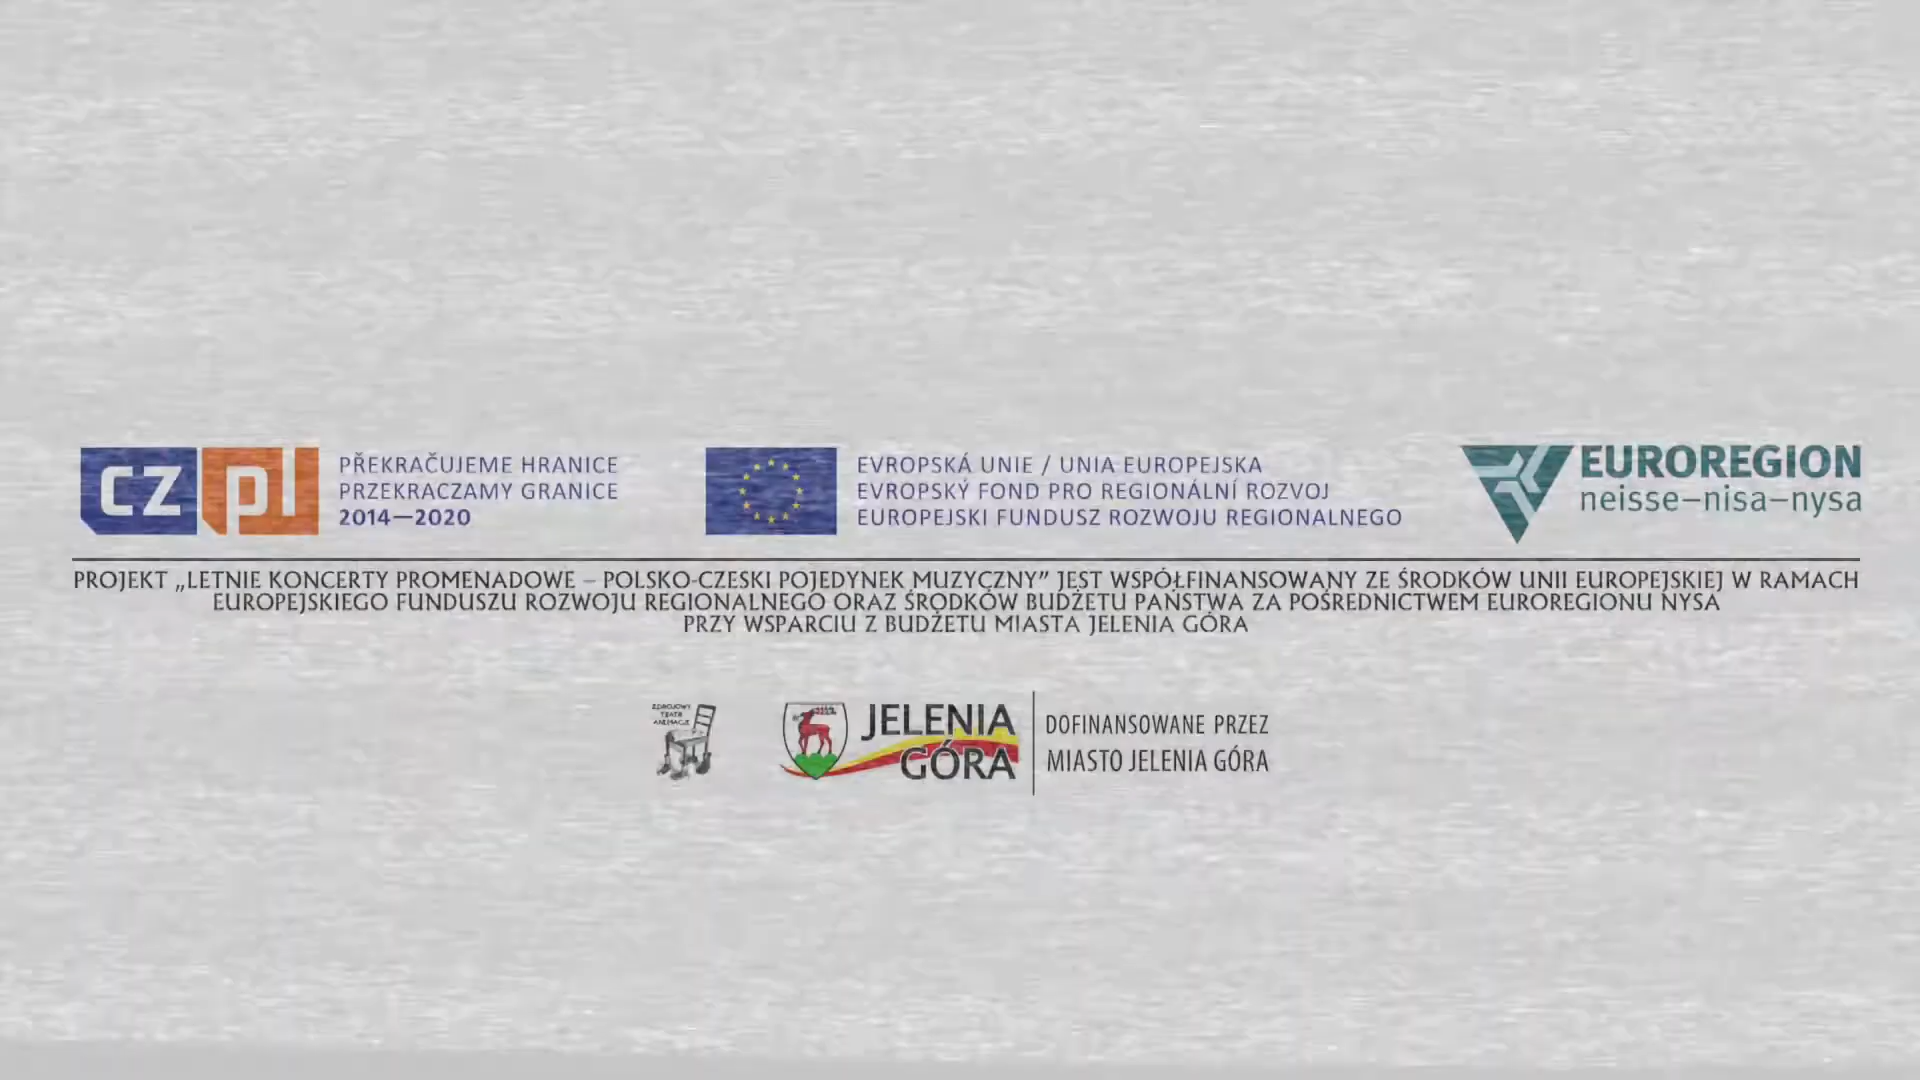 cz pl
PŘEKRAČUJEME HRANICE
PRZEKRACZAMY GRANICE
2014—2020
EVROPSKÁ UNIE / UNIA EUROPEJSKA
EVROPSKÝ FOND PRO REGIONÁLNÍ ROZVOJ
EUROPEJSKI FUNDUSZ ROZWOJU REGIONALNEGO
EUROREGION
neisse–nisa–nysa
PROJEKT „LETNIE KONCERTY PROMENADOWE – POLSKO-CZESKI POJEDYNEK MUZYCZNY” JEST WSPÓŁFINANSOWANY ZE ŚRODKÓW UNII EUROPEJSKIEJ W RAMACH
EUROPEJSKIEGO FUNDUSZU ROZWOJU REGIONALNEGO ORAZ ŚRODKÓW BUDŻETU PAŃSTWA ZA POŚREDNICTWEM EUROREGIONU NYSA
PRZY WSPARCIU Z BUDŻETU MIASTA JELENIA GÓRA
ZDROJOWY
TEATR
ANIMACJI
JELENIA
GÓRA
DOFINANSOWANE PRZEZ
MIASTO JELENIA GÓRA